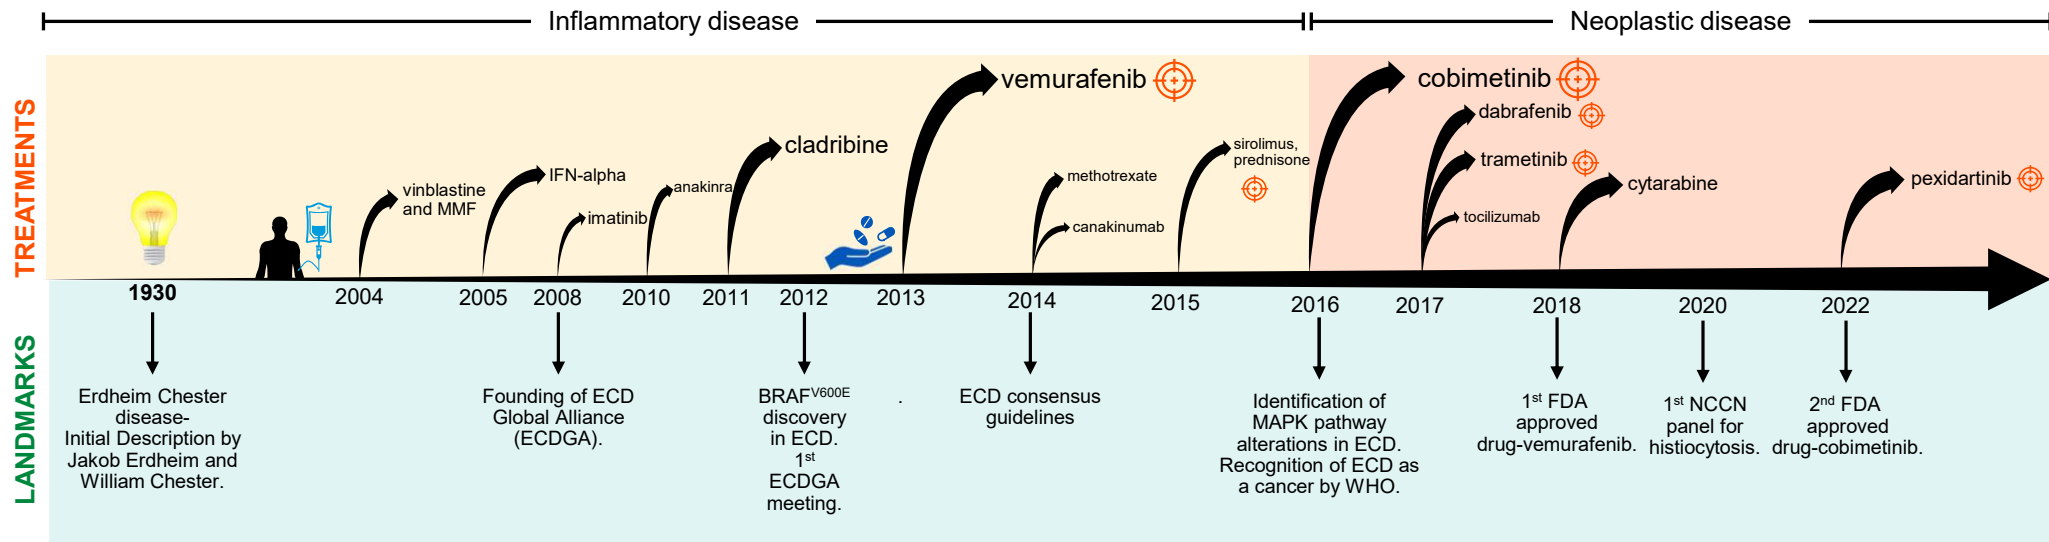 Inflammatory disease
Neoplastic disease
TREATMENTS
vinblastine
and MMF
IFN-alpha
imatinib
anakinra
cladribine
vemurafenib
methotrexate
canakinumab
sirolimus,
prednisone
cobimetinib
dabrafenib
trametinib
tocilizumab
cytarabine
pexidartinib
1930
2004
2005
2008
2010
2011
2012
2013
2014
2015
2016
2017
2018
2020
2022
LANDMARKS
Erdheim Chester
disease-
Initial Description by
Jakob Erdheim and
William Chester.
Founding of ECD
Global Alliance
(ECDGA).
BRAFV600E
discovery
in ECD.
1st
ECDGA
meeting.
.
ECD consensus
guidelines
Identification of
MAPK pathway
alterations in ECD.
Recognition of ECD as
a cancer by WHO.
1st FDA
approved
drug-vemurafenib.
1st NCCN
panel for
histiocytosis.
2nd FDA
approved
drug-cobimetinib.